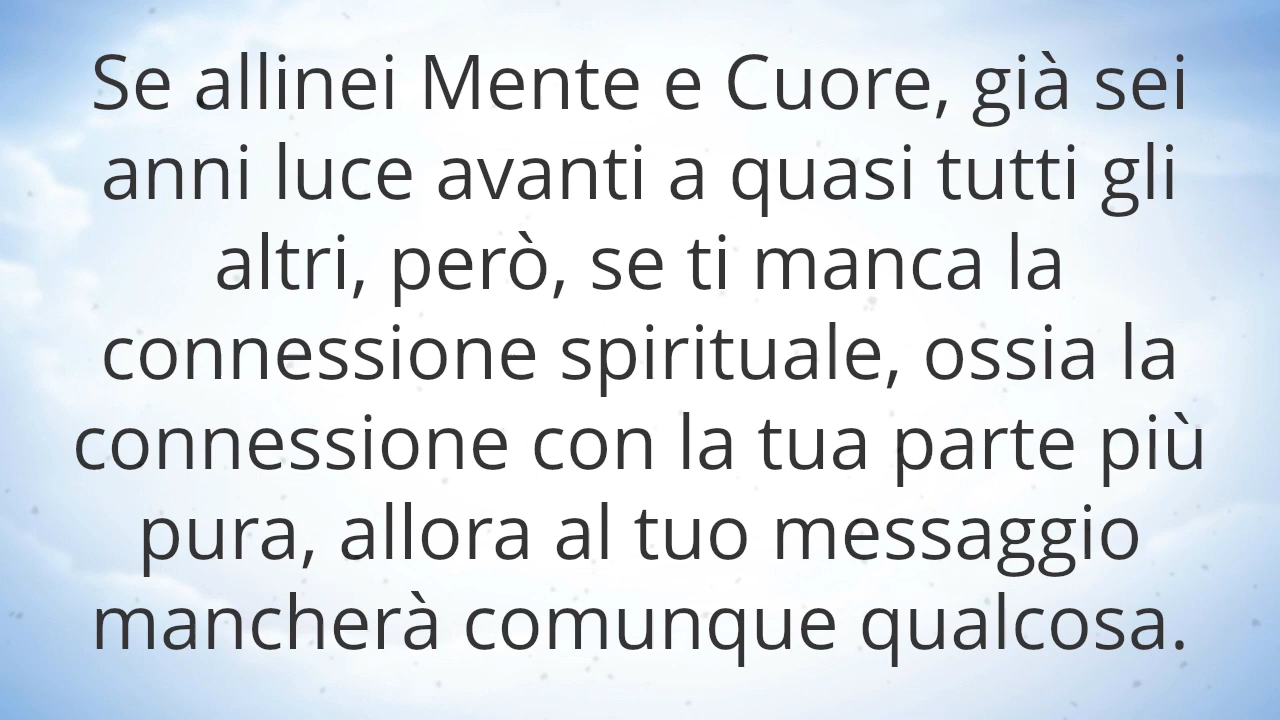 Se allinei Mente e Cuore, già sei
anni luce avanti a quasi tutti gli
altri, però, se ti manca la
connessione spirituale, ossia la
connessione con la tua parte più
pura, allora al tuo messaggio
mancherà comunque qualcosa.